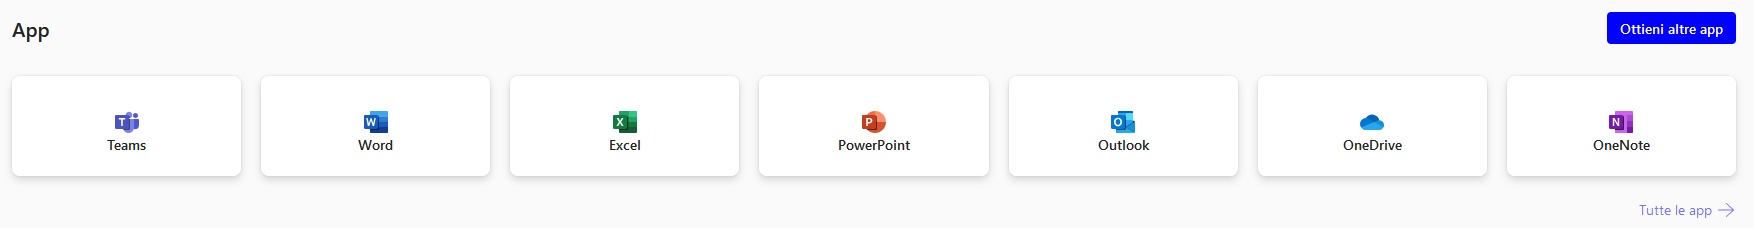 App
Ottieni altre app
Teams
Word
Excel
PowerPoint
Outlook
OneDrive
OneNote
Tutte le app